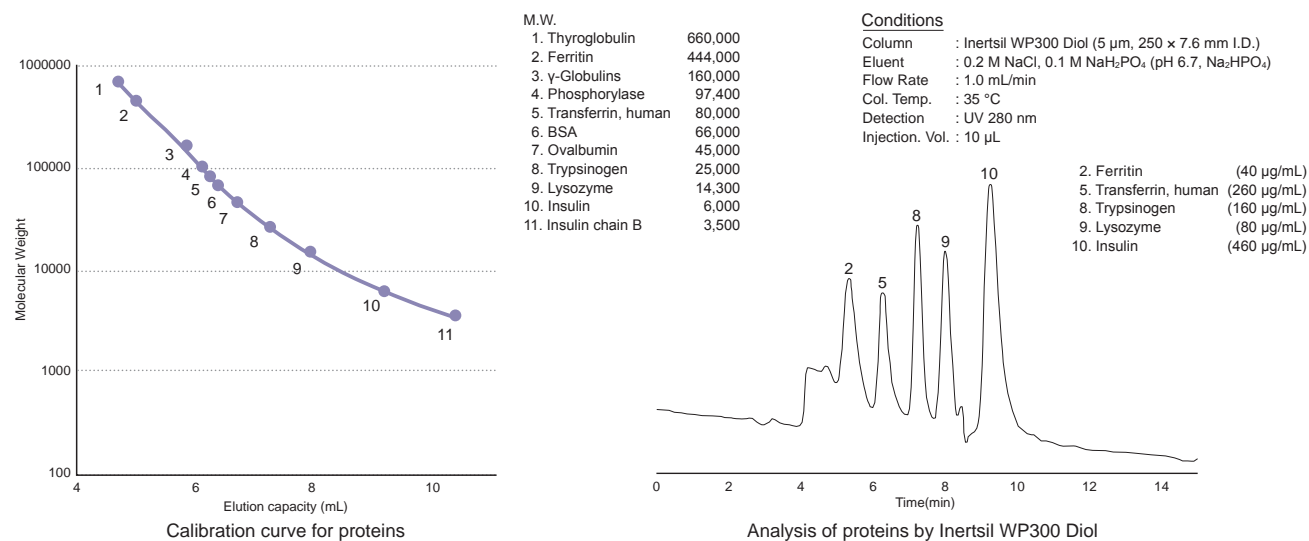 M.W.
1. Thyroglobulin 660,000
2. Ferritin 444,000
3. γ-Globulins 160,000
4. Phosphorylase 97,400
5. Transferrin, human 80,000
6. BSA 66,000
7. Ovalbumin 45,000
8. Trypsinogen 25,000
9. Lysozyme 14,300
10. Insulin 6,000
11. Insulin chain B 3,500
Conditions
Column : Inertsil WP300 Diol (5 μm, 250 × 7.6 mm I.D.)
Eluent : 0.2 M NaCl, 0.1 M NaH₂PO₄ (pH 6.7, Na₂HPO₄)
Flow Rate : 1.0 mL/min
Col. Temp. : 35 °C
Detection : UV 280 nm
Injection. Vol. : 10 μL
2. Ferritin (40 μg/mL)
5. Transferrin, human (260 μg/mL)
8. Trypsinogen (160 μg/mL)
9. Lysozyme (80 μg/mL)
10. Insulin (460 μg/mL)
Molecular Weight
1000000
100000
10000
1000
100
1
2
3
4
5
6
7
8
9
10
11
4 6 8 10
Elution capacity (mL)
Calibration curve for proteins
2
5
8
9
10
0 2 4 6 8 10 12 14
Time(min)
Analysis of proteins by Inertsil WP300 Diol